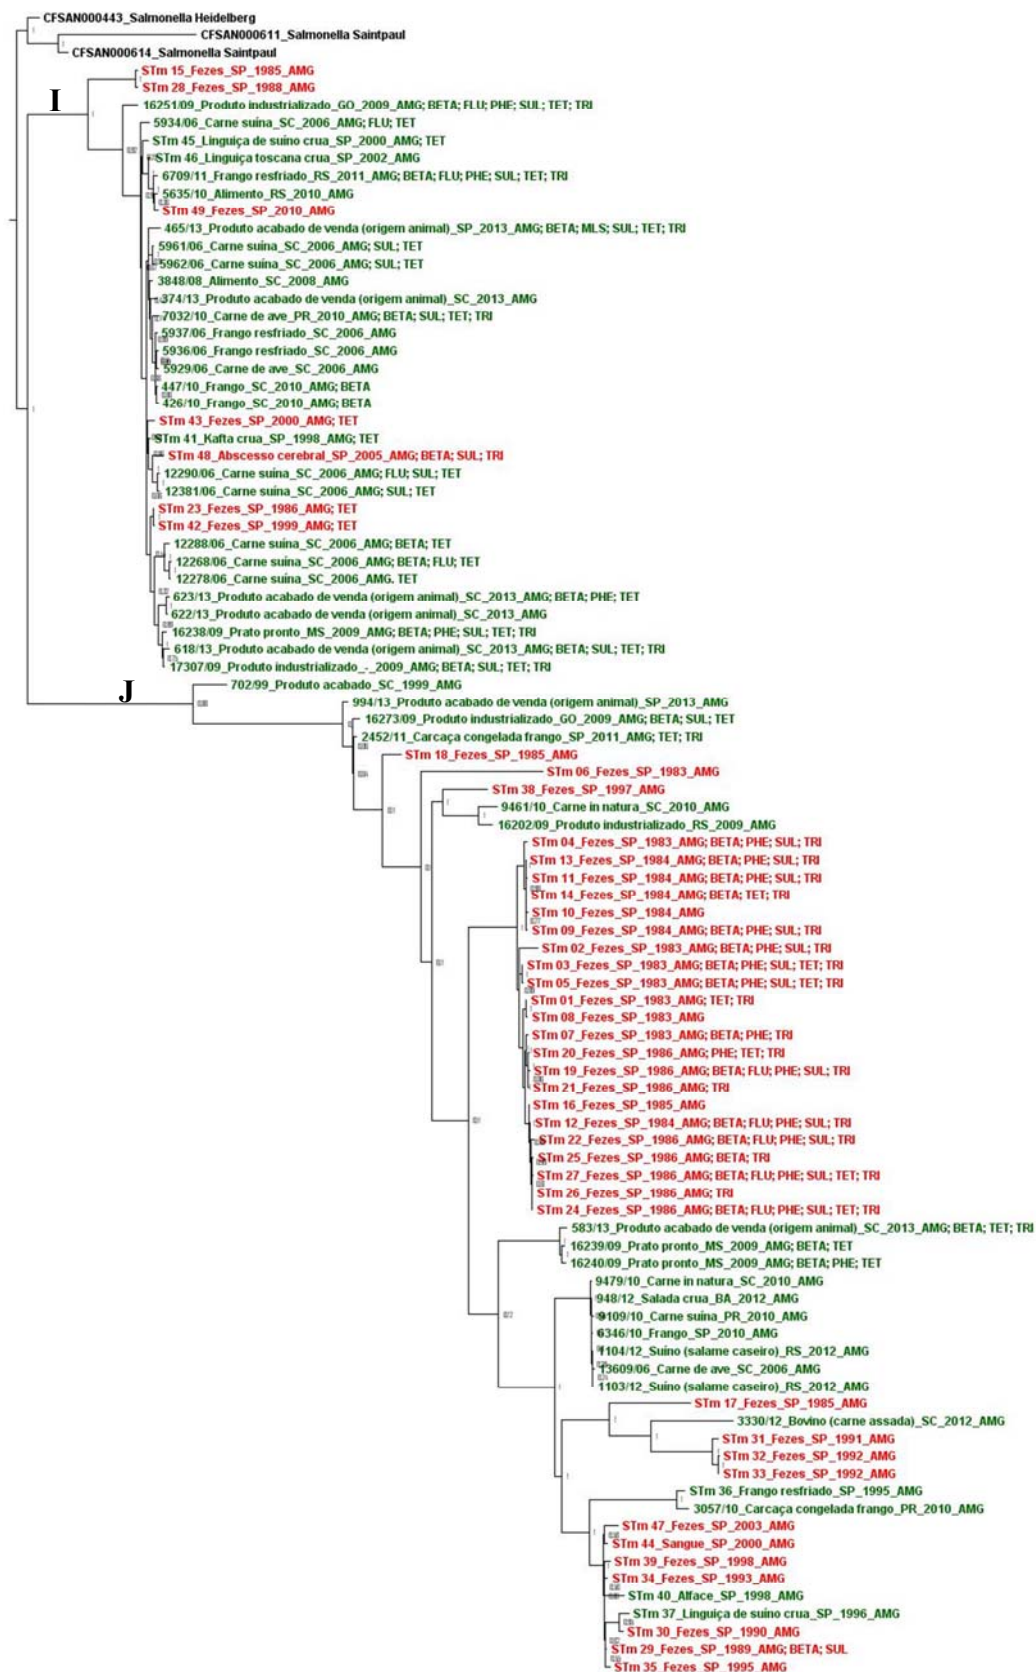 CFSAN000443_Salmonella Heidelberg
CFSAN000611_Salmonella Saintpaul
CFSAN000614_Salmonella Saintpaul
STm 15_Fezes_SP_1985_AMG
STm 28_Fezes_SP_1988_AMG
I
16251/09_Produto industrializado_GO_2009_AMG; BETA; FLU; PHE; SUL; TET; TRI
5934/06_Carne suína_SC_2006_AMG; FLU; TET
STm 45_Linguiça de suíno crua_SP_2000_AMG; TET
STm 46_Linguiça toscana crua_SP_2002_AMG
6709/11_Frango resfriado_RS_2011_AMG; BETA; FLU; PHE; SUL; TET; TRI
5635/10_Alimento_RS_2010_AMG
STm 49_Fezes_SP_2010_AMG
465/13_Produto acabado de venda (origem animal)_SP_2013_AMG; BETA; MLS; SUL; TET; TRI
5961/06_Carne suína_SC_2006_AMG; SUL; TET
5962/06_Carne suína_SC_2006_AMG; SUL; TET
3848/08_Alimento_SC_2008_AMG
374/13_Produto acabado de venda (origem animal)_SC_2013_AMG
7032/10_Carne de ave_PR_2010_AMG; BETA; SUL; TET; TRI
5937/06_Frango resfriado_SC_2006_AMG
5936/06_Frango resfriado_SC_2006_AMG
5929/06_Carne de ave_SC_2006_AMG
447/10_Frango_SC_2010_AMG; BETA
426/10_Frango_SC_2010_AMG; BETA
STm 43_Fezes_SP_2000_AMG; TET
STm 41_Kafta crua_SP_1998_AMG; TET
STm 48_Abscesso cerebral_SP_2005_AMG; BETA; SUL; TRI
12290/06_Carne suína_SC_2006_AMG; FLU; SUL; TET
12381/06_Carne suína_SC_2006_AMG; SUL; TET
STm 23_Fezes_SP_1986_AMG; TET
STm 42_Fezes_SP_1999_AMG; TET
12288/06_Carne suína_SC_2006_AMG; BETA; TET
12268/06_Carne suína_SC_2006_AMG; BETA; FLU; TET
12278/06_Carne suína_SC_2006_AMG. TET
623/13_Produto acabado de venda (origem animal)_SC_2013_AMG; BETA; PHE; TET
622/13_Produto acabado de venda (origem animal)_SC_2013_AMG
16238/09_Prato pronto_MS_2009_AMG; BETA; PHE; SUL; TET; TRI
618/13_Produto acabado de venda (origem animal)_SC_2013_AMG; BETA; SUL; TET; TRI
17307/09_Produto industrializado_-_2009_AMG; BETA; SUL; TET; TRI
J
702/99_Produto acabado_SC_1999_AMG
994/13_Produto acabado de venda (origem animal)_SP_2013_AMG
16273/09_Produto industrializado_GO_2009_AMG; BETA; SUL; TET
2452/11_Carcaça congelada frango_SP_2011_AMG; TET; TRI
STm 18_Fezes_SP_1985_AMG
STm 06_Fezes_SP_1983_AMG
STm 38_Fezes_SP_1997_AMG
9461/10_Carne in natura_SC_2010_AMG
16202/09_Produto industrializado_RS_2009_AMG
STm 04_Fezes_SP_1983_AMG; BETA; PHE; SUL; TRI
STm 13_Fezes_SP_1984_AMG; BETA; PHE; SUL; TRI
STm 11_Fezes_SP_1984_AMG; BETA; PHE; SUL; TRI
STm 14_Fezes_SP_1984_AMG; BETA; TET; TRI
STm 10_Fezes_SP_1984_AMG
STm 09_Fezes_SP_1984_AMG; BETA; PHE; SUL; TRI
STm 02_Fezes_SP_1983_AMG; BETA; PHE; SUL; TRI
STm 03_Fezes_SP_1983_AMG; BETA; PHE; SUL; TET; TRI
STm 05_Fezes_SP_1983_AMG; BETA; PHE; SUL; TET; TRI
STm 01_Fezes_SP_1983_AMG; TET; TRI
STm 08_Fezes_SP_1983_AMG
STm 07_Fezes_SP_1983_AMG; BETA; PHE; TRI
STm 20_Fezes_SP_1986_AMG; PHE; TET; TRI
STm 19_Fezes_SP_1986_AMG; BETA; FLU; PHE; SUL; TRI
STm 21_Fezes_SP_1986_AMG; TRI
STm 16_Fezes_SP_1985_AMG
STm 12_Fezes_SP_1984_AMG; BETA; FLU; PHE; SUL; TRI
STm 22_Fezes_SP_1986_AMG; BETA; FLU; PHE; SUL; TRI
STm 25_Fezes_SP_1986_AMG; BETA; TRI
STm 27_Fezes_SP_1986_AMG; BETA; FLU; PHE; SUL; TET; TRI
STm 26_Fezes_SP_1986_AMG; TRI
STm 24_Fezes_SP_1986_AMG; BETA; FLU; PHE; SUL; TET; TRI
583/13_Produto acabado de venda (origem animal)_SC_2013_AMG; BETA; TET; TRI
16239/09_Prato pronto_MS_2009_AMG; BETA; TET
16240/09_Prato pronto_MS_2009_AMG; BETA; PHE; TET
9479/10_Carne in natura_SC_2010_AMG
948/12_Salada crua_BA_2012_AMG
9109/10_Carne suína_PR_2010_AMG
6346/10_Frango_SP_2010_AMG
1104/12_Suíno (salame caseiro)_RS_2012_AMG
13609/06_Carne de ave_SC_2006_AMG
1103/12_Suíno (salame caseiro)_RS_2012_AMG
STm 17_Fezes_SP_1985_AMG
3330/12_Bovino (carne assada)_SC_2012_AMG
STm 31_Fezes_SP_1991_AMG
STm 32_Fezes_SP_1992_AMG
STm 33_Fezes_SP_1992_AMG
STm 36_Frango resfriado_SP_1995_AMG
3057/10_Carcaça congelada frango_PR_2010_AMG
STm 47_Fezes_SP_2003_AMG
STm 44_Sangue_SP_2000_AMG
STm 39_Fezes_SP_1998_AMG
STm 34_Fezes_SP_1993_AMG
STm 40_Alface_SP_1998_AMG
STm 37_Linguiça de suíno crua_SP_1996_AMG
STm 30_Fezes_SP_1990_AMG
STm 29_Fezes_SP_1989_AMG; BETA; SUL
STm 35_Fezes_SP_1995_AMG